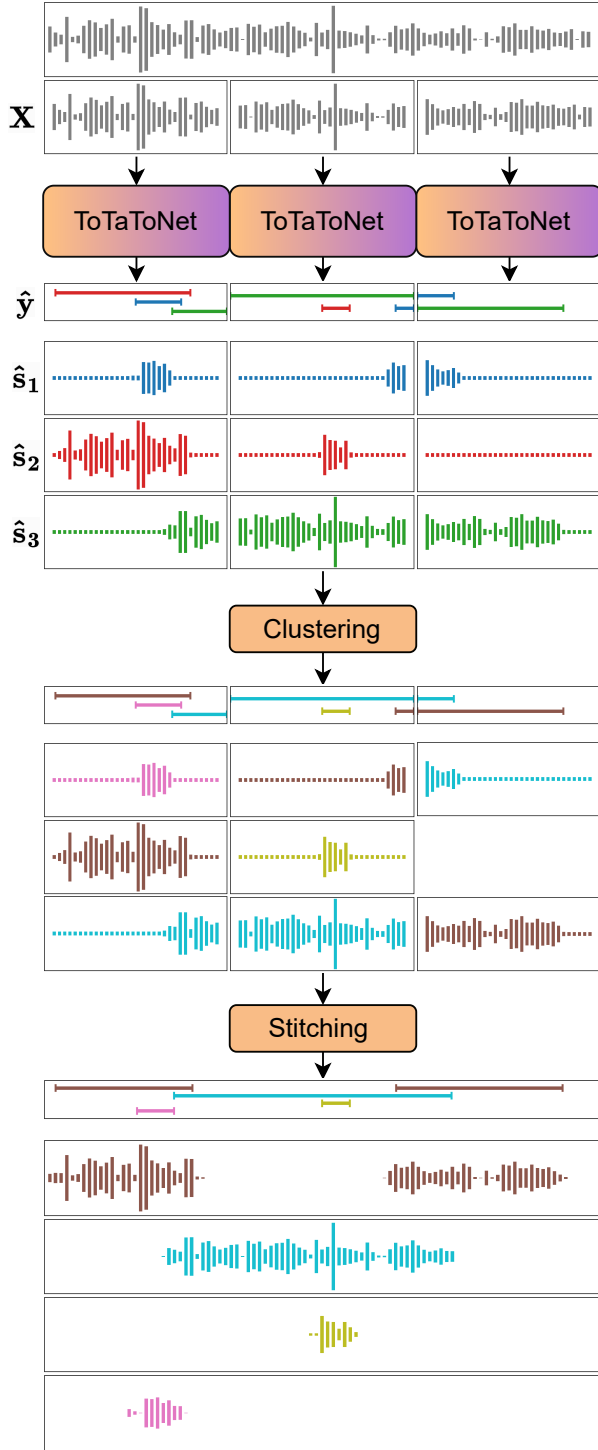 X
ToTaToNet ToTaToNet ToTaToNet
ŷ
ŝ₁
ŝ₂
ŝ₃
Clustering
Stitching